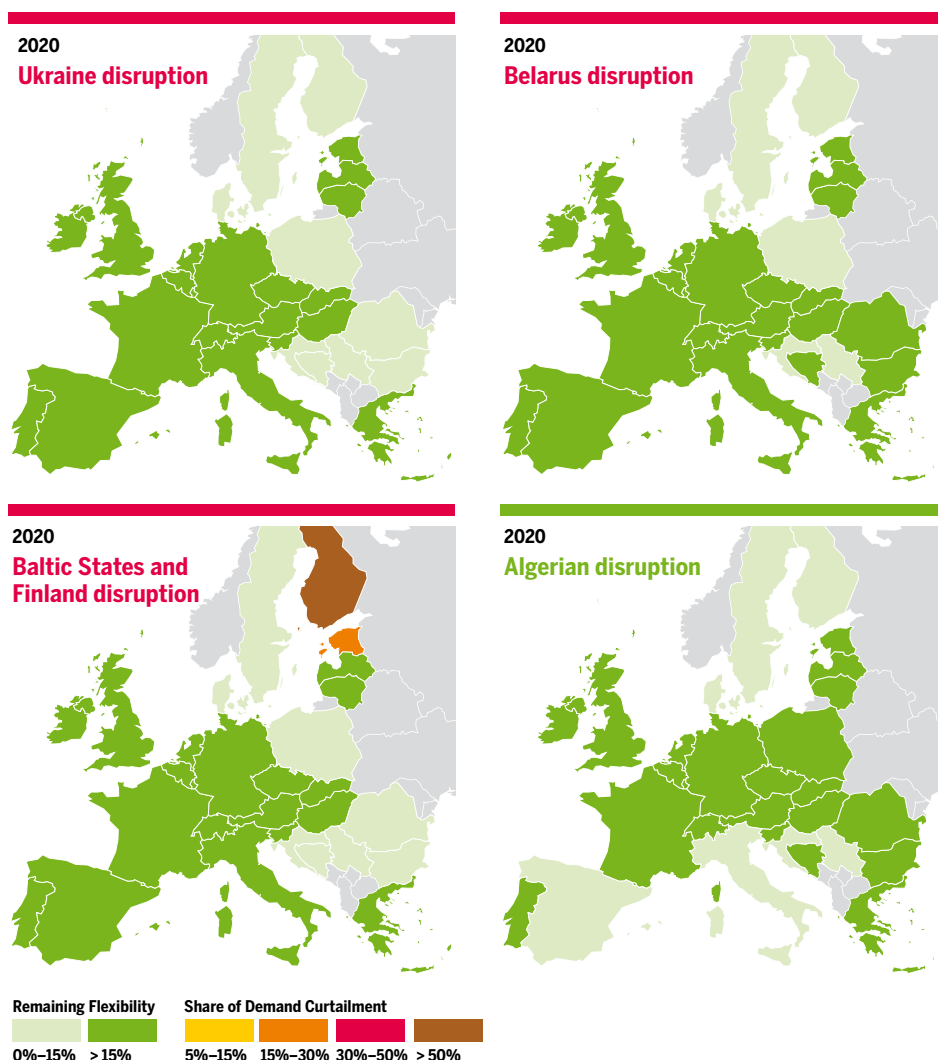 2020
Ukraine disruption
2020
Belarus disruption
2020
Baltic States and
Finland disruption
2020
Algerian disruption
Remaining Flexibility
0%–15% > 15%
Share of Demand Curtailment
5%–15% 15%–30% 30%–50% > 50%